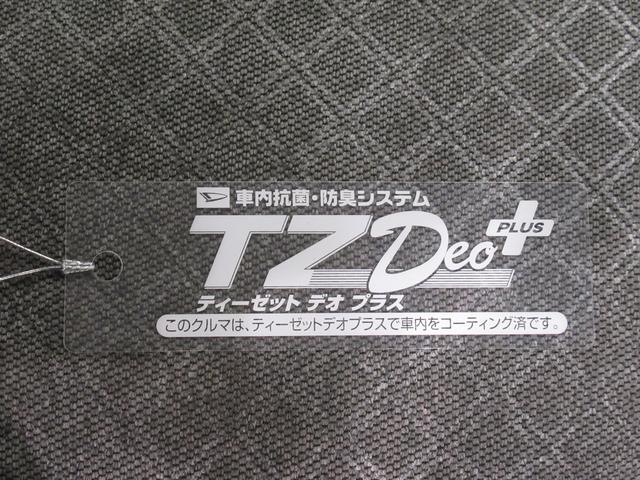 車内抗菌・防臭システム
TZ Deo PLUS
ティーゼット デオ プラス
このクルマは、ティーゼットデオプラスで車内をコーティング済です。